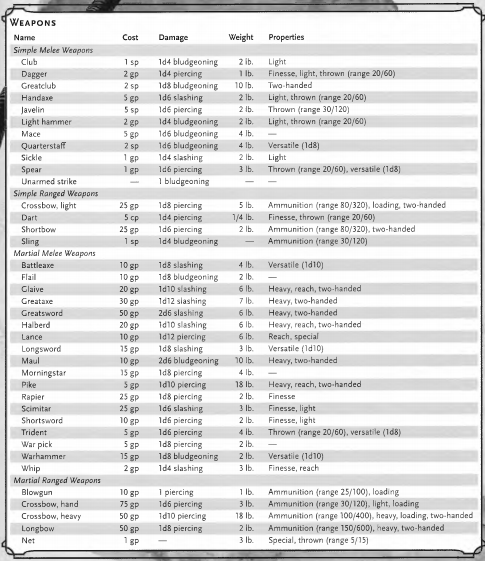 WEAPONS
Name Cost Damage Weight Properties
Simple Melee Weapons
Club 1 sp 1d4 bludgeoning 2 lb. Light
Dagger 2 gp 1d4 piercing 1 lb. Finesse, light, thrown (range 20/60)
Greatclub 2 sp 1d8 bludgeoning 10 lb. Two-handed
Handaxe 5 gp 1d6 slashing 2 lb. Light, thrown (range 20/60)
Javelin 5 sp 1d6 piercing 2 lb. Thrown (range 30/120)
Light hammer 2 gp 1d4 bludgeoning 2 lb. Light, thrown (range 20/60)
Mace 5 gp 1d6 bludgeoning 4 lb. —
Quarterstaff 2 sp 1d6 bludgeoning 4 lb. Versatile (1d8)
Sickle 1 gp 1d4 slashing 2 lb. Light
Spear 1 gp 1d6 piercing 3 lb. Thrown (range 20/60), versatile (1d8)
Unarmed strike — 1 bludgeoning — —
Simple Ranged Weapons
Crossbow, light 25 gp 1d8 piercing 5 lb. Ammunition (range 80/320), loading, two-handed
Dart 5 cp 1d4 piercing 1/4 lb. Finesse, thrown (range 20/60)
Shortbow 25 gp 1d6 piercing 2 lb. Ammunition (range 80/320), two-handed
Sling 1 sp 1d4 bludgeoning — Ammunition (range 30/120)
Martial Melee Weapons
Battleaxe 10 gp 1d8 slashing 4 lb. Versatile (1d10)
Flail 10 gp 1d8 bludgeoning 2 lb. —
Glaive 20 gp 1d10 slashing 6 lb. Heavy, reach, two-handed
Greataxe 30 gp 1d12 slashing 7 lb. Heavy, two-handed
Greatsword 50 gp 2d6 slashing 6 lb. Heavy, two-handed
Halberd 20 gp 1d10 slashing 6 lb. Heavy, reach, two-handed
Lance 10 gp 1d12 piercing 6 lb. Reach, special
Longsword 15 gp 1d8 slashing 3 lb. Versatile (1d10)
Maul 10 gp 2d6 bludgeoning 10 lb. Heavy, two-handed
Morningstar 15 gp 1d8 piercing 4 lb. —
Pike 5 gp 1d10 piercing 18 lb. Heavy, reach, two-handed
Rapier 25 gp 1d8 piercing 2 lb. Finesse
Scimitar 25 gp 1d6 slashing 3 lb. Finesse, light
Shortsword 10 gp 1d6 piercing 2 lb. Finesse, light
Trident 5 gp 1d6 piercing 4 lb. Thrown (range 20/60), versatile (1d8)
War pick 5 gp 1d8 piercing 2 lb. —
Warhammer 15 gp 1d8 bludgeoning 2 lb. Versatile (1d10)
Whip 2 gp 1d4 slashing 3 lb. Finesse, reach
Martial Ranged Weapons
Blowgun 10 gp 1 piercing 1 lb. Ammunition (range 25/100), loading
Crossbow, hand 75 gp 1d6 piercing 3 lb. Ammunition (range 30/120), light, loading
Crossbow, heavy 50 gp 1d10 piercing 18 lb. Ammunition (range 100/400), heavy, loading, two-handed
Longbow 50 gp 1d8 piercing 2 lb. Ammunition (range 150/600), heavy, two-handed
Net 1 gp — 3 lb. Special, thrown (range 5/15)